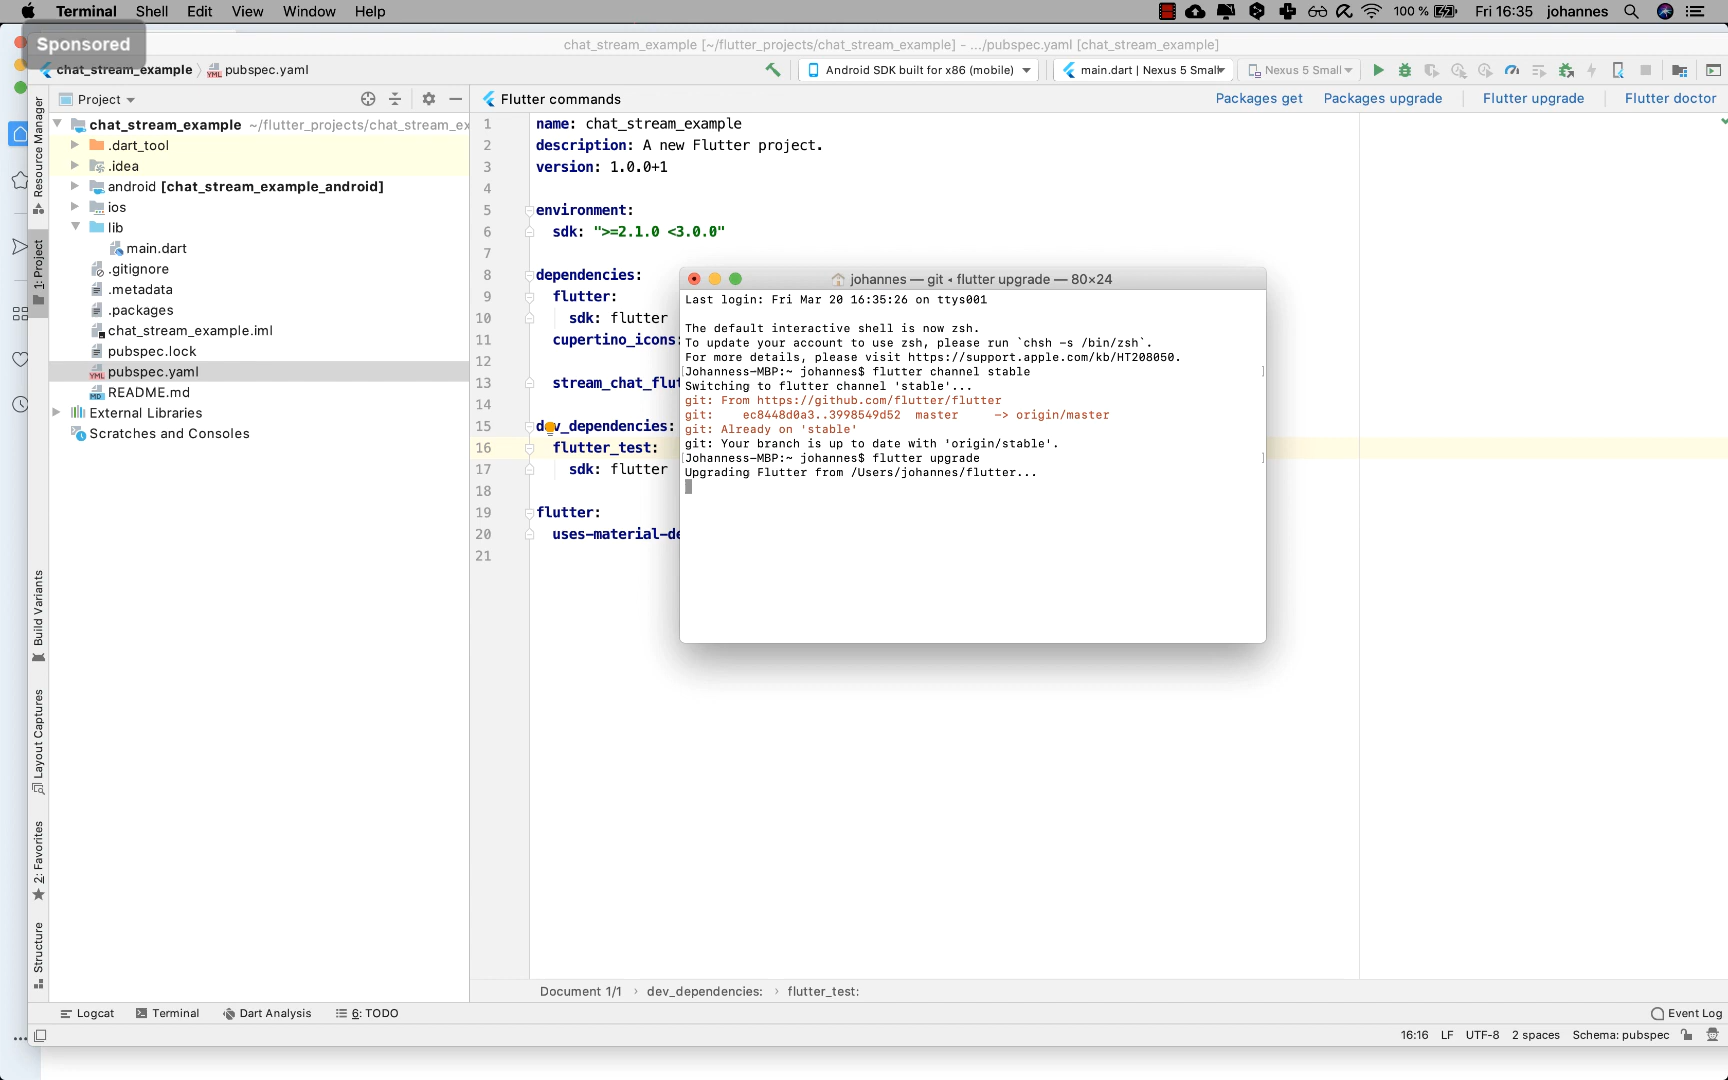 Terminal Shell Edit View Window Help
100 % Fri 16:35 johannes
Sponsored
chat_stream_example [~/flutter_projects/chat_stream_example] - .../pubspec.yaml [chat_stream_example]
chat_stream_example pubspec.yaml
Android SDK built for x86 (mobile) main.dart | Nexus 5 Small Nexus 5 Small
Project
Flutter commands
Packages get Packages upgrade Flutter upgrade Flutter doctor
Resource Manager
1: Project
Build Variants
Layout Captures
2: Favorites
Structure
chat_stream_example ~/flutter_projects/chat_stream_ex
.dart_tool
.idea
android [chat_stream_example_android]
ios
lib
main.dart
.gitignore
.metadata
.packages
chat_stream_example.iml
pubspec.lock
pubspec.yaml
README.md
External Libraries
Scratches and Consoles
1 name: chat_stream_example
2 description: A new Flutter project.
3 version: 1.0.0+1
4
5 environment:
6 sdk: ">=2.1.0 <3.0.0"
7
8 dependencies:
9 flutter:
10 sdk: flutter
11 cupertino_icons:
12
13 stream_chat_flut
14
15 dev_dependencies:
16 flutter_test:
17 sdk: flutter
18
19 flutter:
20 uses-material-de
21
johannes — git ◂ flutter upgrade — 80×24
Last login: Fri Mar 20 16:35:26 on ttys001
The default interactive shell is now zsh.
To update your account to use zsh, please run `chsh -s /bin/zsh`.
For more details, please visit https://support.apple.com/kb/HT208050.
[Johanness-MBP:~ johannes$ flutter channel stable ]
Switching to flutter channel 'stable'...
git: From https://github.com/flutter/flutter
git: ec8448d0a3..3998549d52 master -> origin/master
git: Already on 'stable'
git: Your branch is up to date with 'origin/stable'.
[Johanness-MBP:~ johannes$ flutter upgrade ]
Upgrading Flutter from /Users/johannes/flutter...
Document 1/1 › dev_dependencies: › flutter_test:
Logcat Terminal Dart Analysis 6: TODO
Event Log
16:16 LF UTF-8 2 spaces Schema: pubspec